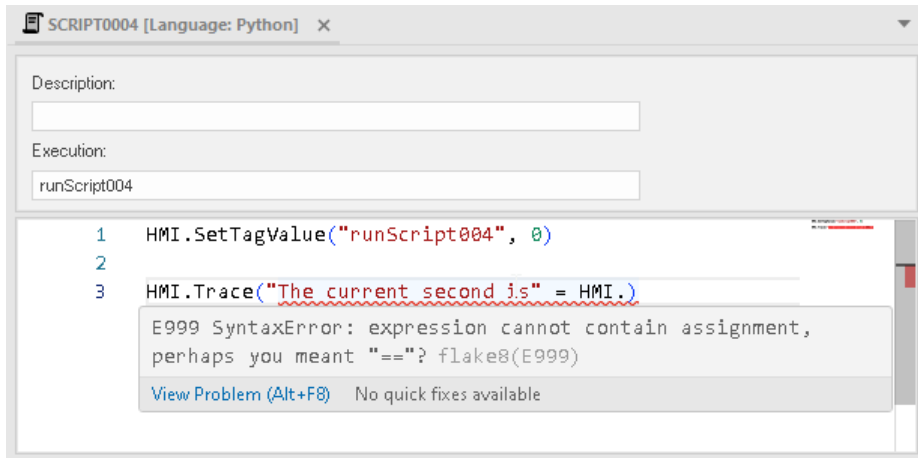 SCRIPT0004 [Language: Python]
Description:
Execution:
runScript004
1 HMI.SetTagValue("runScript004", 0)
2
3 HMI.Trace("The current second is" = HMI.)
E999 SyntaxError: expression cannot contain assignment,
perhaps you meant "=="? flake8(E999)
View Problem (Alt+F8) No quick fixes available